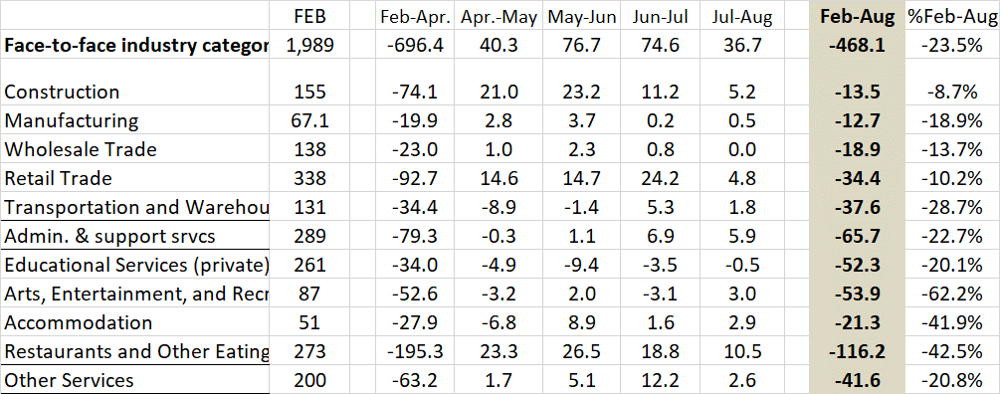 FEB Feb-Apr. Apr.-May May-Jun Jun-Jul Jul-Aug Feb-Aug %Feb-Aug
Face-to-face industry categor 1,989 -696.4 40.3 76.7 74.6 36.7 -468.1 -23.5%
Construction 155 -74.1 21.0 23.2 11.2 5.2 -13.5 -8.7%
Manufacturing 67.1 -19.9 2.8 3.7 0.2 0.5 -12.7 -18.9%
Wholesale Trade 138 -23.0 1.0 2.3 0.8 0.0 -18.9 -13.7%
Retail Trade 338 -92.7 14.6 14.7 24.2 4.8 -34.4 -10.2%
Transportation and Warehou 131 -34.4 -8.9 -1.4 5.3 1.8 -37.6 -28.7%
Admin. & support srvcs 289 -79.3 -0.3 1.1 6.9 5.9 -65.7 -22.7%
Educational Services (private) 261 -34.0 -4.9 -9.4 -3.5 -0.5 -52.3 -20.1%
Arts, Entertainment, and Recr 87 -52.6 -3.2 2.0 -3.1 3.0 -53.9 -62.2%
Accommodation 51 -27.9 -6.8 8.9 1.6 2.9 -21.3 -41.9%
Restaurants and Other Eating 273 -195.3 23.3 26.5 18.8 10.5 -116.2 -42.5%
Other Services 200 -63.2 1.7 5.1 12.2 2.6 -41.6 -20.8%